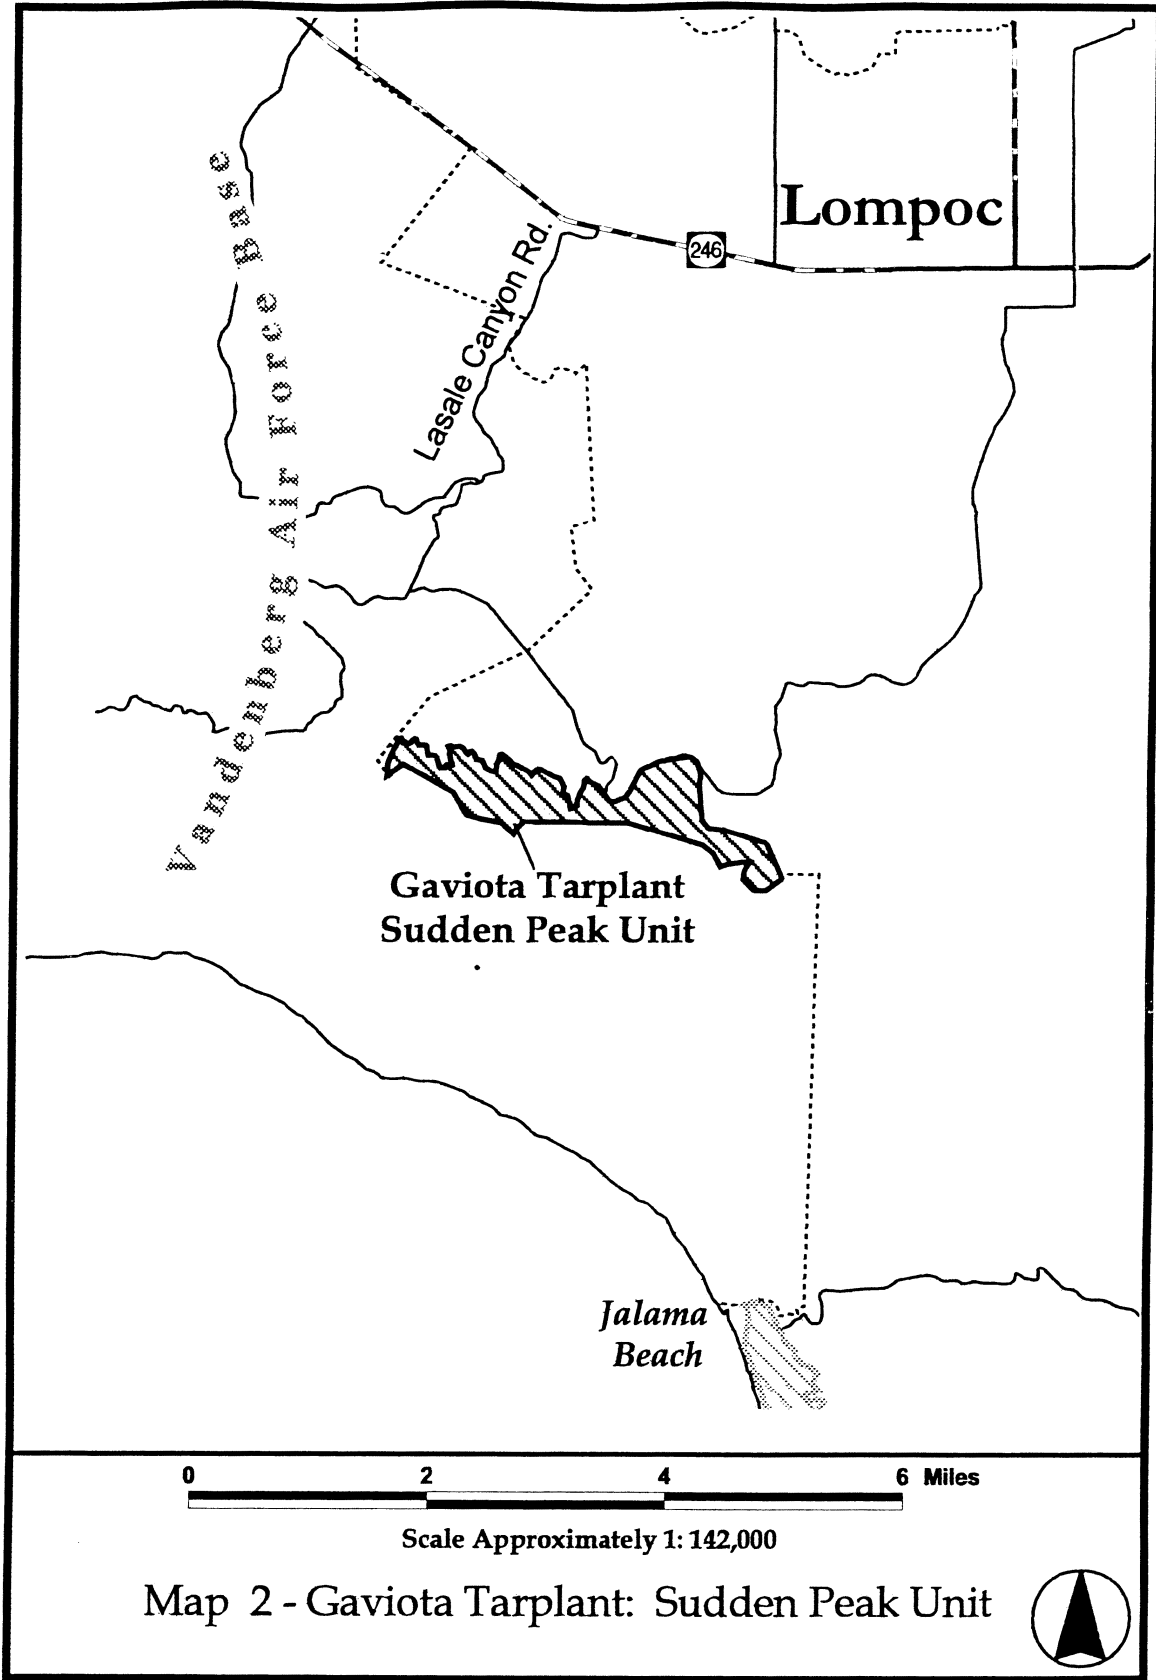 Lompoc
246
Lasale Canyon Rd.
Vandenberg Air Force Base
Gaviota Tarplant
Sudden Peak Unit
Jalama
Beach
0 2 4 6 Miles
Scale Approximately 1: 142,000
Map 2 - Gaviota Tarplant: Sudden Peak Unit